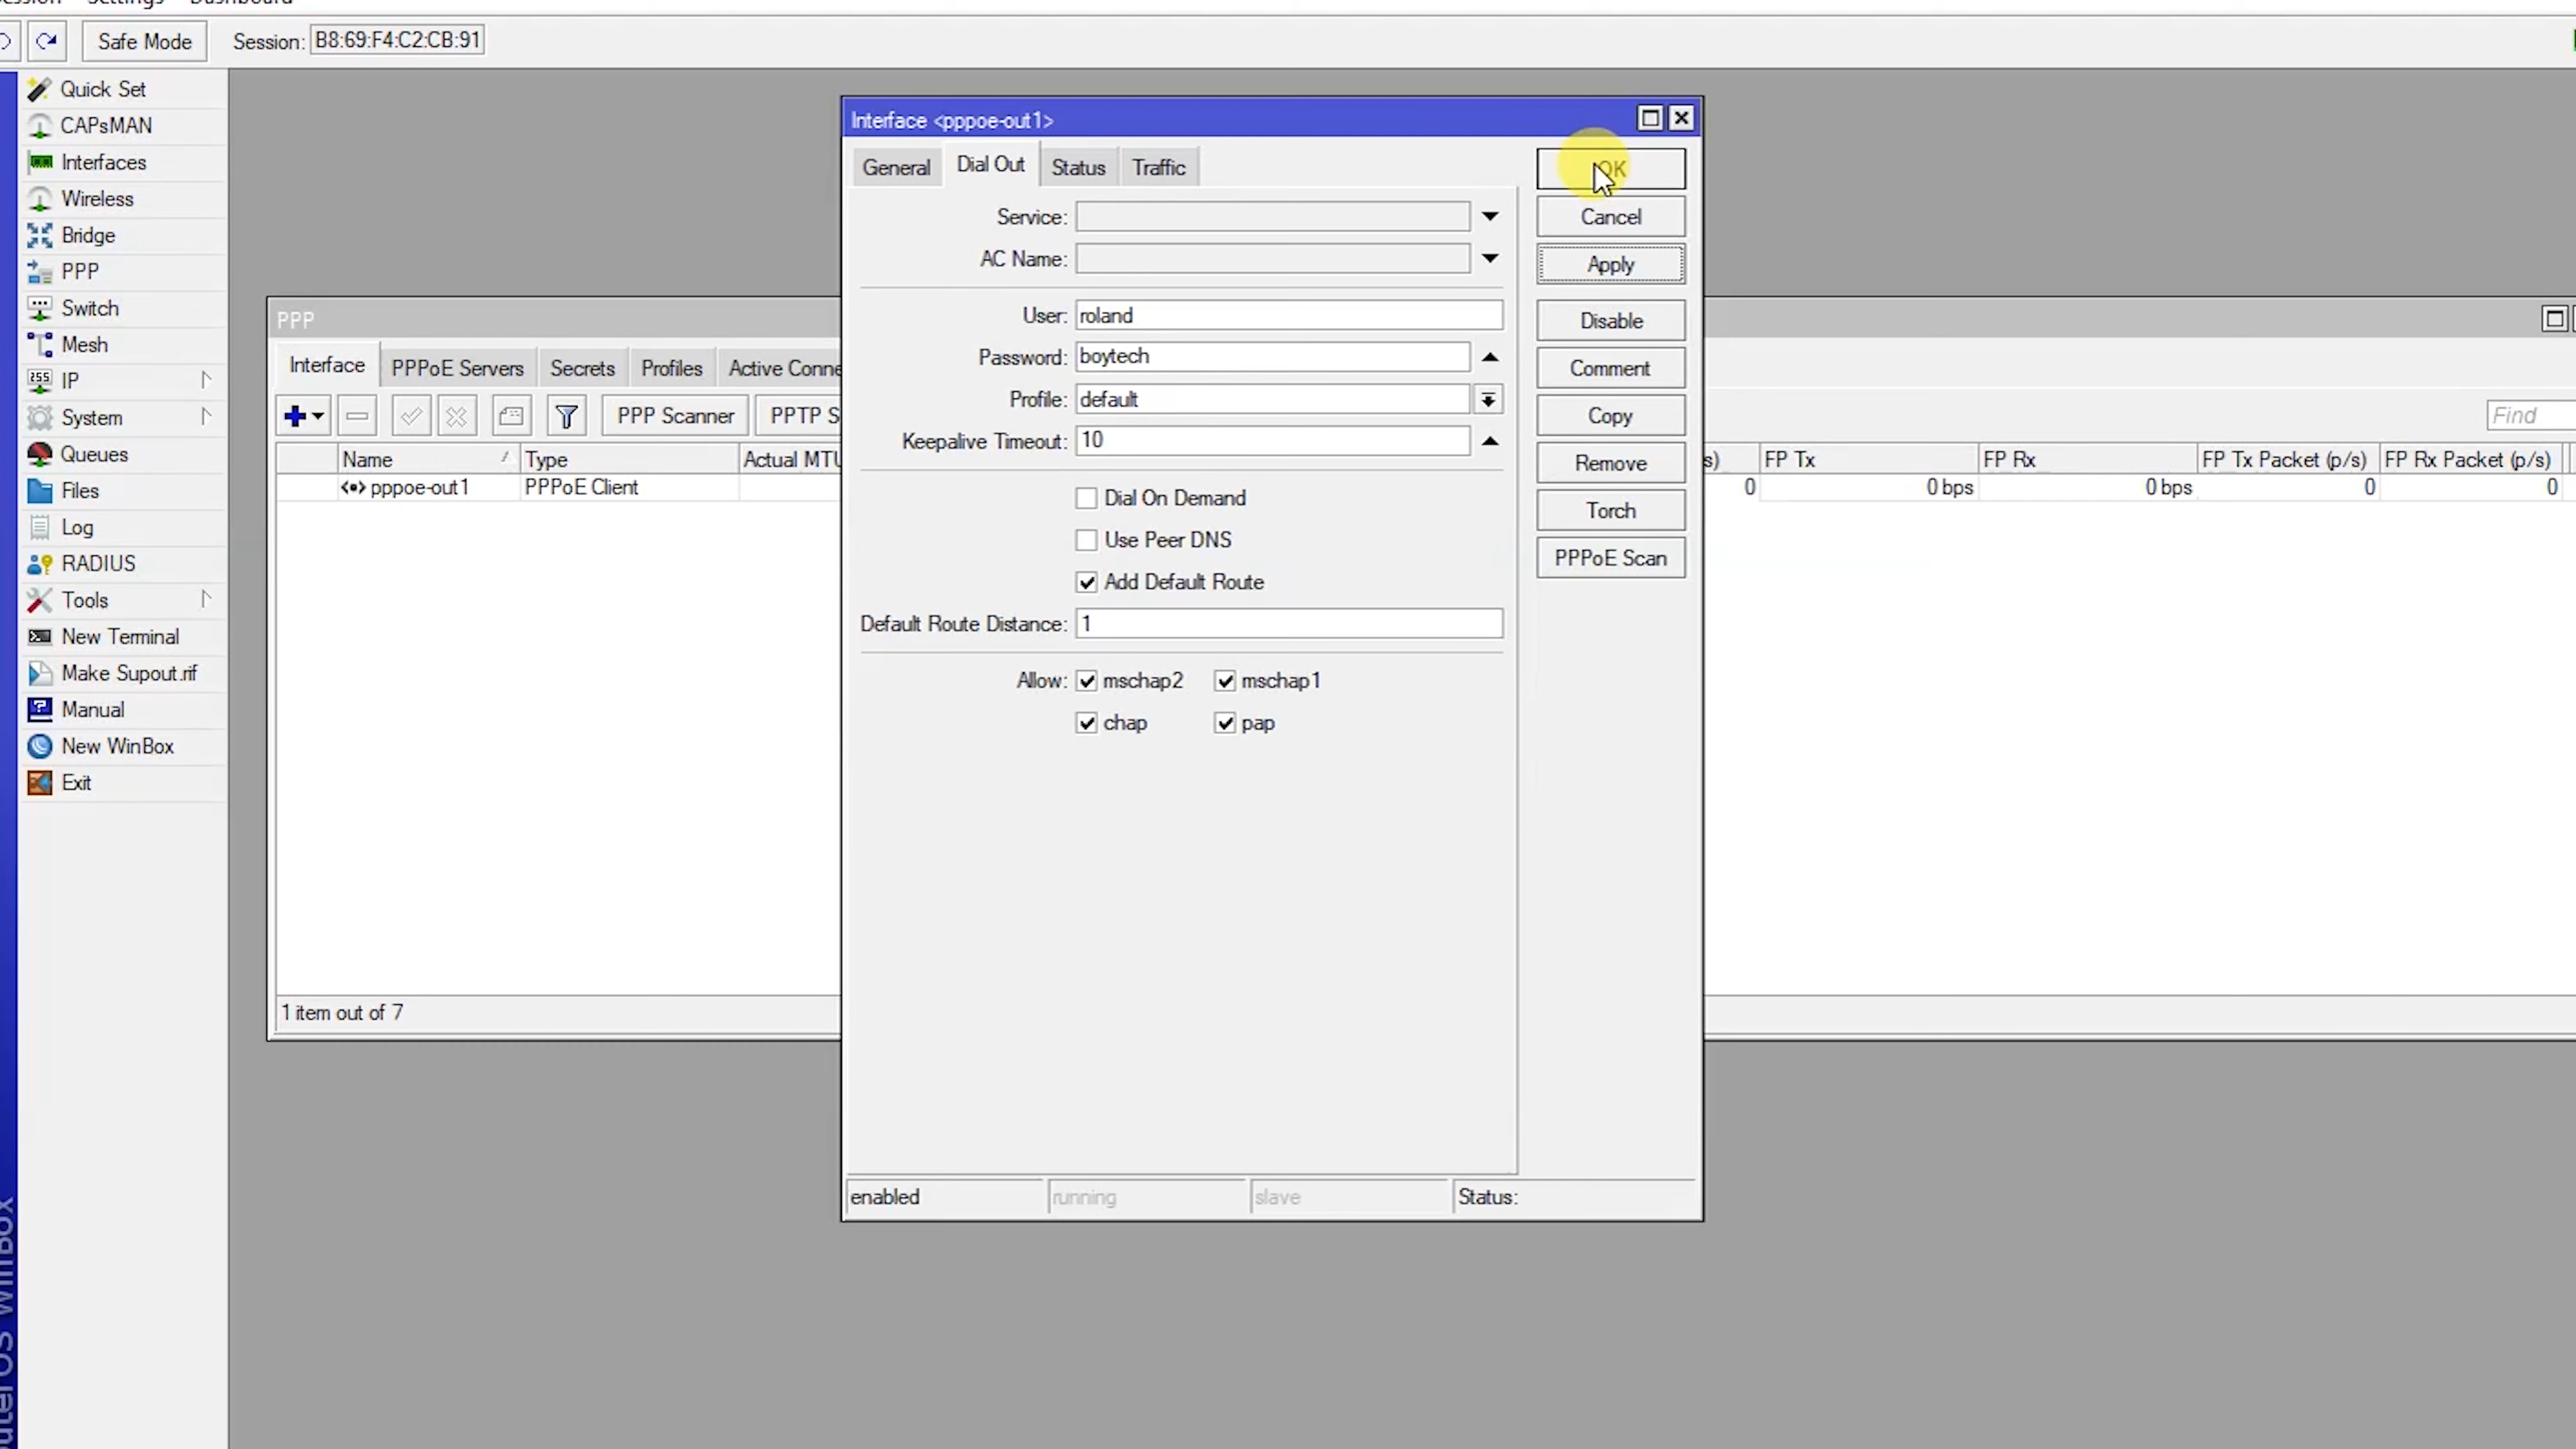 Session Settings Dashboard
Safe Mode Session: B8:69:F4:C2:CB:91
Quick Set
CAPsMAN
Interfaces
Wireless
Bridge
PPP
Switch
Mesh
IP
System
Queues
Files
Log
RADIUS
Tools
New Terminal
Make Supout.rif
Manual
New WinBox
Exit
PPP
Interface PPPoE Servers Secrets Profiles Active Conne
PPP Scanner PPTP S
Find
Name Type Actual MTU s) FP Tx FP Rx FP Tx Packet (p/s) FP Rx Packet (p/s)
pppoe-out1 PPPoE Client 0 0 bps 0 bps 0 0
1 item out of 7
Interface <pppoe-out1>
General Dial Out Status Traffic
Service:
AC Name:
User: roland
Password: boytech
Profile: default
Keepalive Timeout: 10
Dial On Demand
Use Peer DNS
Add Default Route
Default Route Distance: 1
Allow: mschap2 mschap1
chap pap
OK
Cancel
Apply
Disable
Comment
Copy
Remove
Torch
PPPoE Scan
enabled running slave Status:
uterOS WinBox